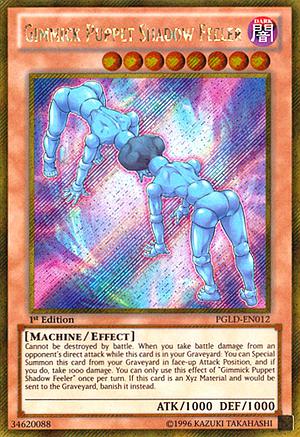 GIMMICK PUPPET SHADOW FEELER
DARK
闇
1st Edition
PGLD-EN012
[MACHINE/EFFECT]
Cannot be destroyed by battle. When you take battle damage from an
opponent's direct attack while this card is in your Graveyard: You can Special
Summon this card from your Graveyard in face-up Attack Position, and if
you do, take 1000 damage. You can only use this effect of "Gimmick Puppet
Shadow Feeler" once per turn. If this card is an Xyz Material and would be
sent to the Graveyard, banish it instead.
ATK/1000 DEF/1000
34620088
©1996 KAZUKI TAKAHASHI